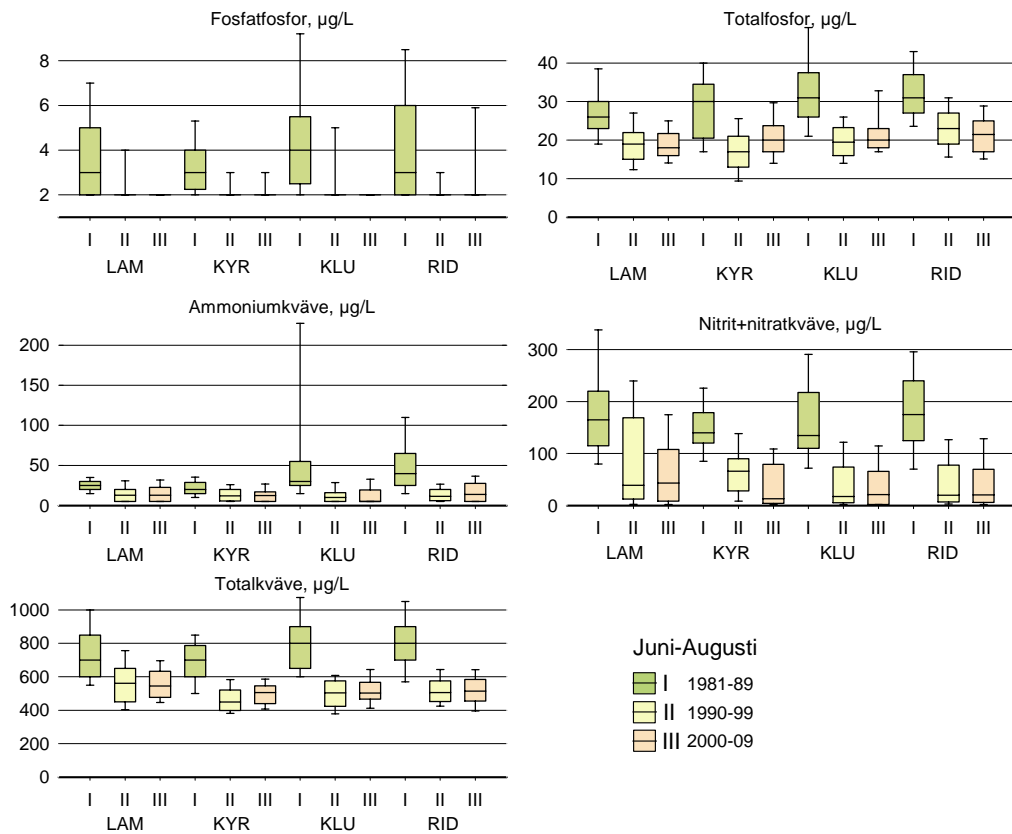 Fosfatfosfor, µg/L
8
6
4
2
I II III I II III I II III I II III
LAM KYR KLU RID
Totalfosfor, µg/L
40
30
20
10
0
I II III I II III I II III I II III
LAM KYR KLU RID
Ammoniumkväve, µg/L
200
150
100
50
0
I II III I II III I II III I II III
LAM KYR KLU RID
Nitrit+nitratkväve, µg/L
300
200
100
0
I II III I II III I II III I II III
LAM KYR KLU RID
Totalkväve, µg/L
1000
800
600
400
200
0
I II III I II III I II III I II III
LAM KYR KLU RID
Juni-Augusti
I 1981-89
II 1990-99
III 2000-09